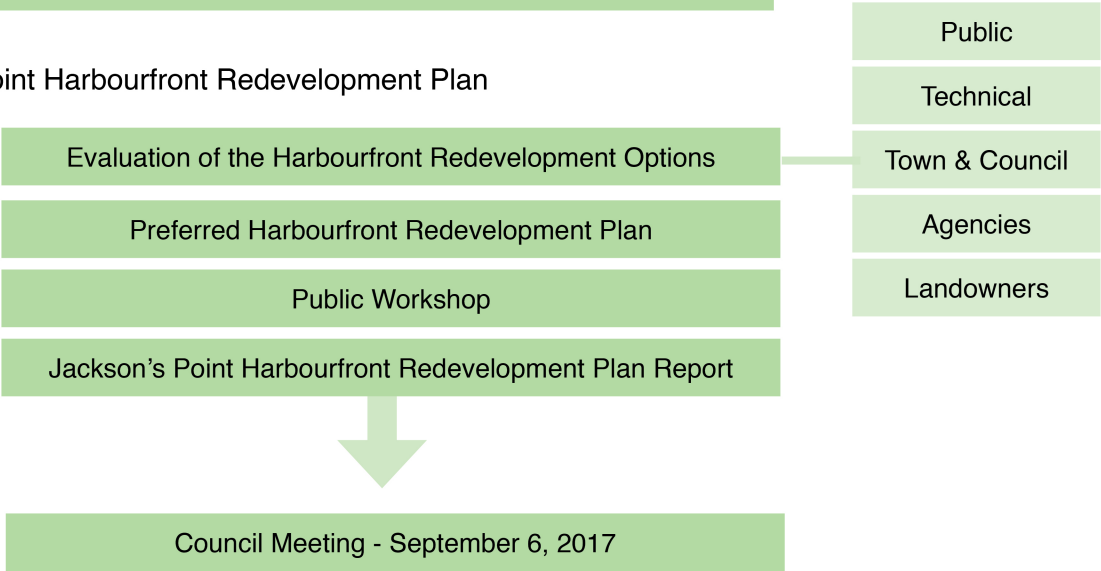 Harbourfront Redevelopment Plan
Evaluation of the Harbourfront Redevelopment Options
Preferred Harbourfront Redevelopment Plan
Public Workshop
Jackson’s Point Harbourfront Redevelopment Plan Report
Council Meeting - September 6, 2017
Public
Technical
Town & Council
Agencies
Landowners